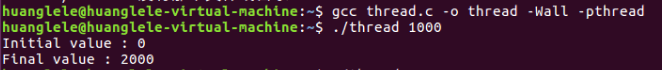 huanglele@huanglele-virtual-machine:~$ gcc thread.c -o thread -Wall -pthread
huanglele@huanglele-virtual-machine:~$ ./thread 1000
Initial value : 0
Final value : 2000